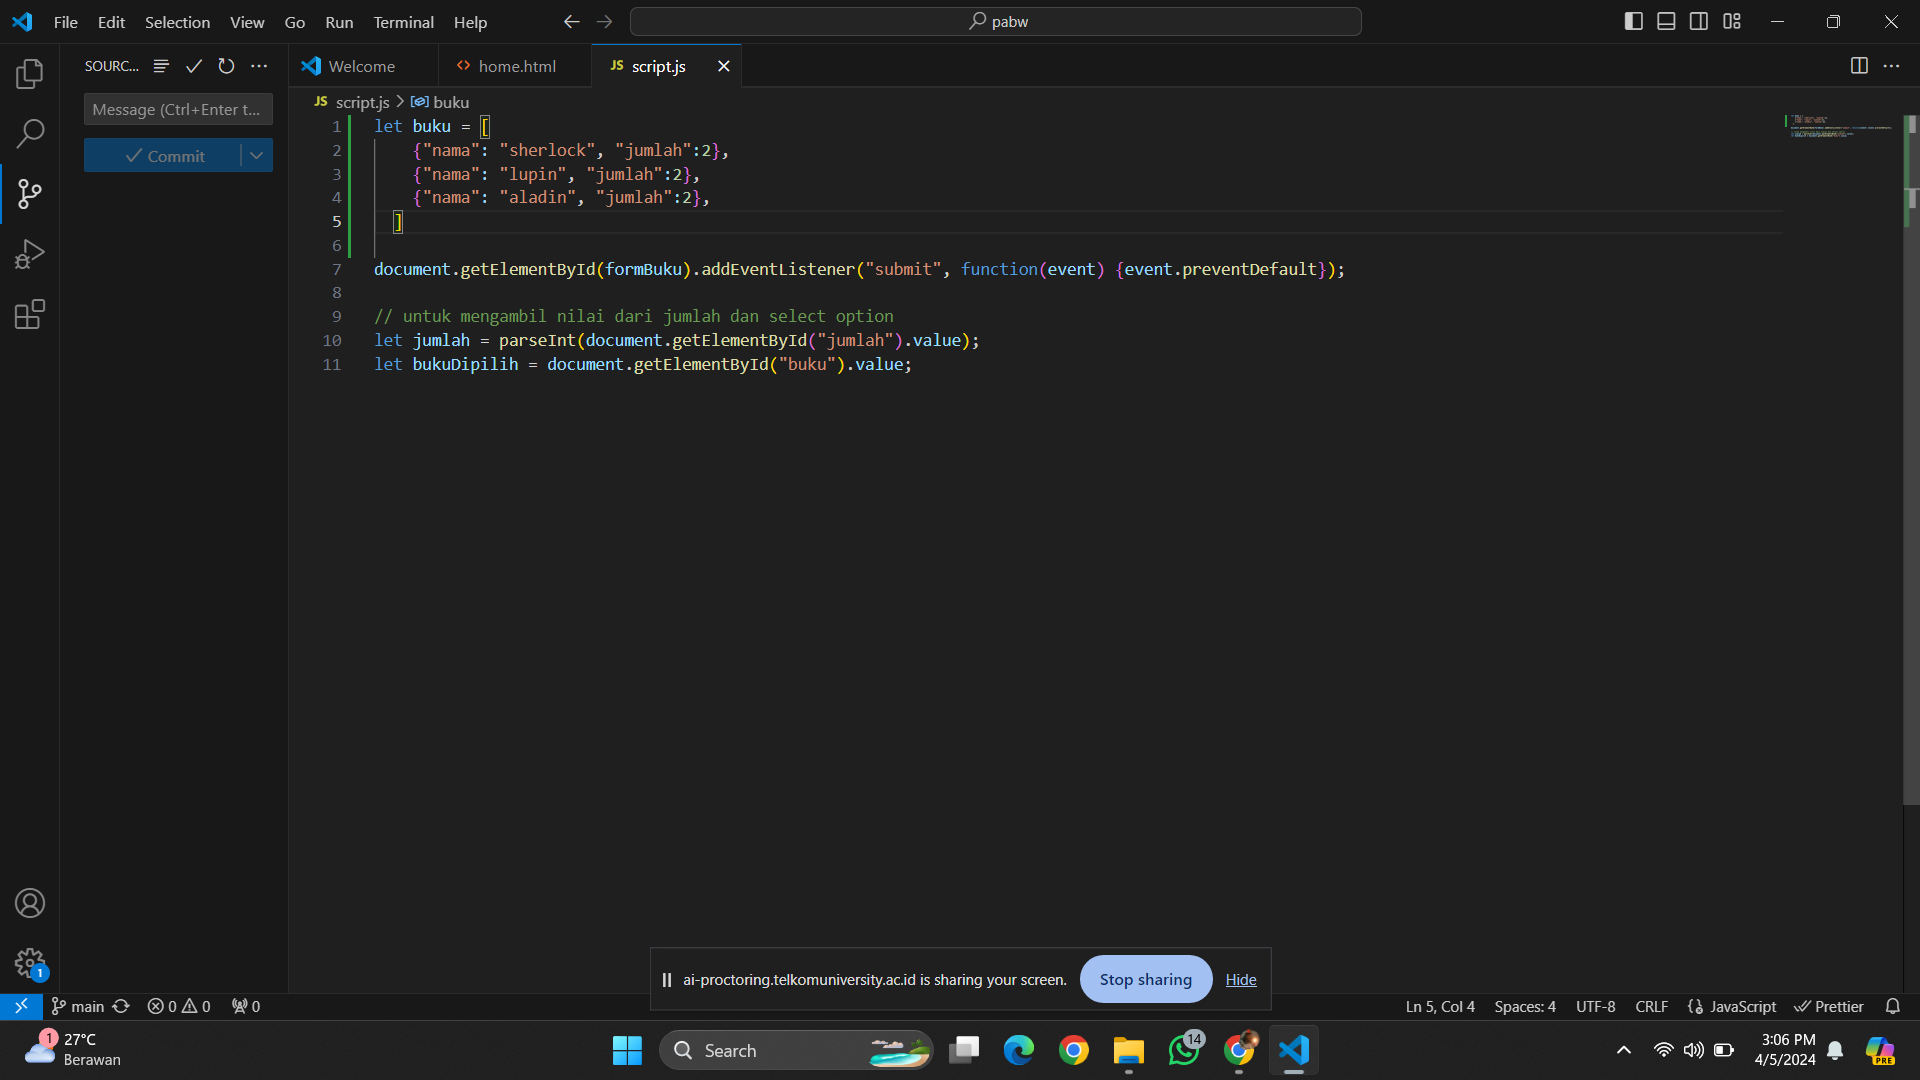 File Edit Selection View Go Run Terminal Help
pabw
SOURC...
Welcome
home.html
JS script.js
Message (Ctrl+Enter t...
Commit
JS script.js > buku
1 let buku = [
2 {"nama": "sherlock", "jumlah":2},
3 {"nama": "lupin", "jumlah":2},
4 {"nama": "aladin", "jumlah":2},
5 ]
6
7 document.getElementById(formBuku).addEventListener("submit", function(event) {event.preventDefault});
8
9 // untuk mengambil nilai dari jumlah dan select option
10 let jumlah = parseInt(document.getElementById("jumlah").value);
11 let bukuDipilih = document.getElementById("buku").value;
1
ai-proctoring.telkomuniversity.ac.id is sharing your screen.
Stop sharing
Hide
main 0 0 0
Ln 5, Col 4 Spaces: 4 UTF-8 CRLF JavaScript Prettier
1
27°C
Berawan
Search
14
3:06 PM
4/5/2024
PRE